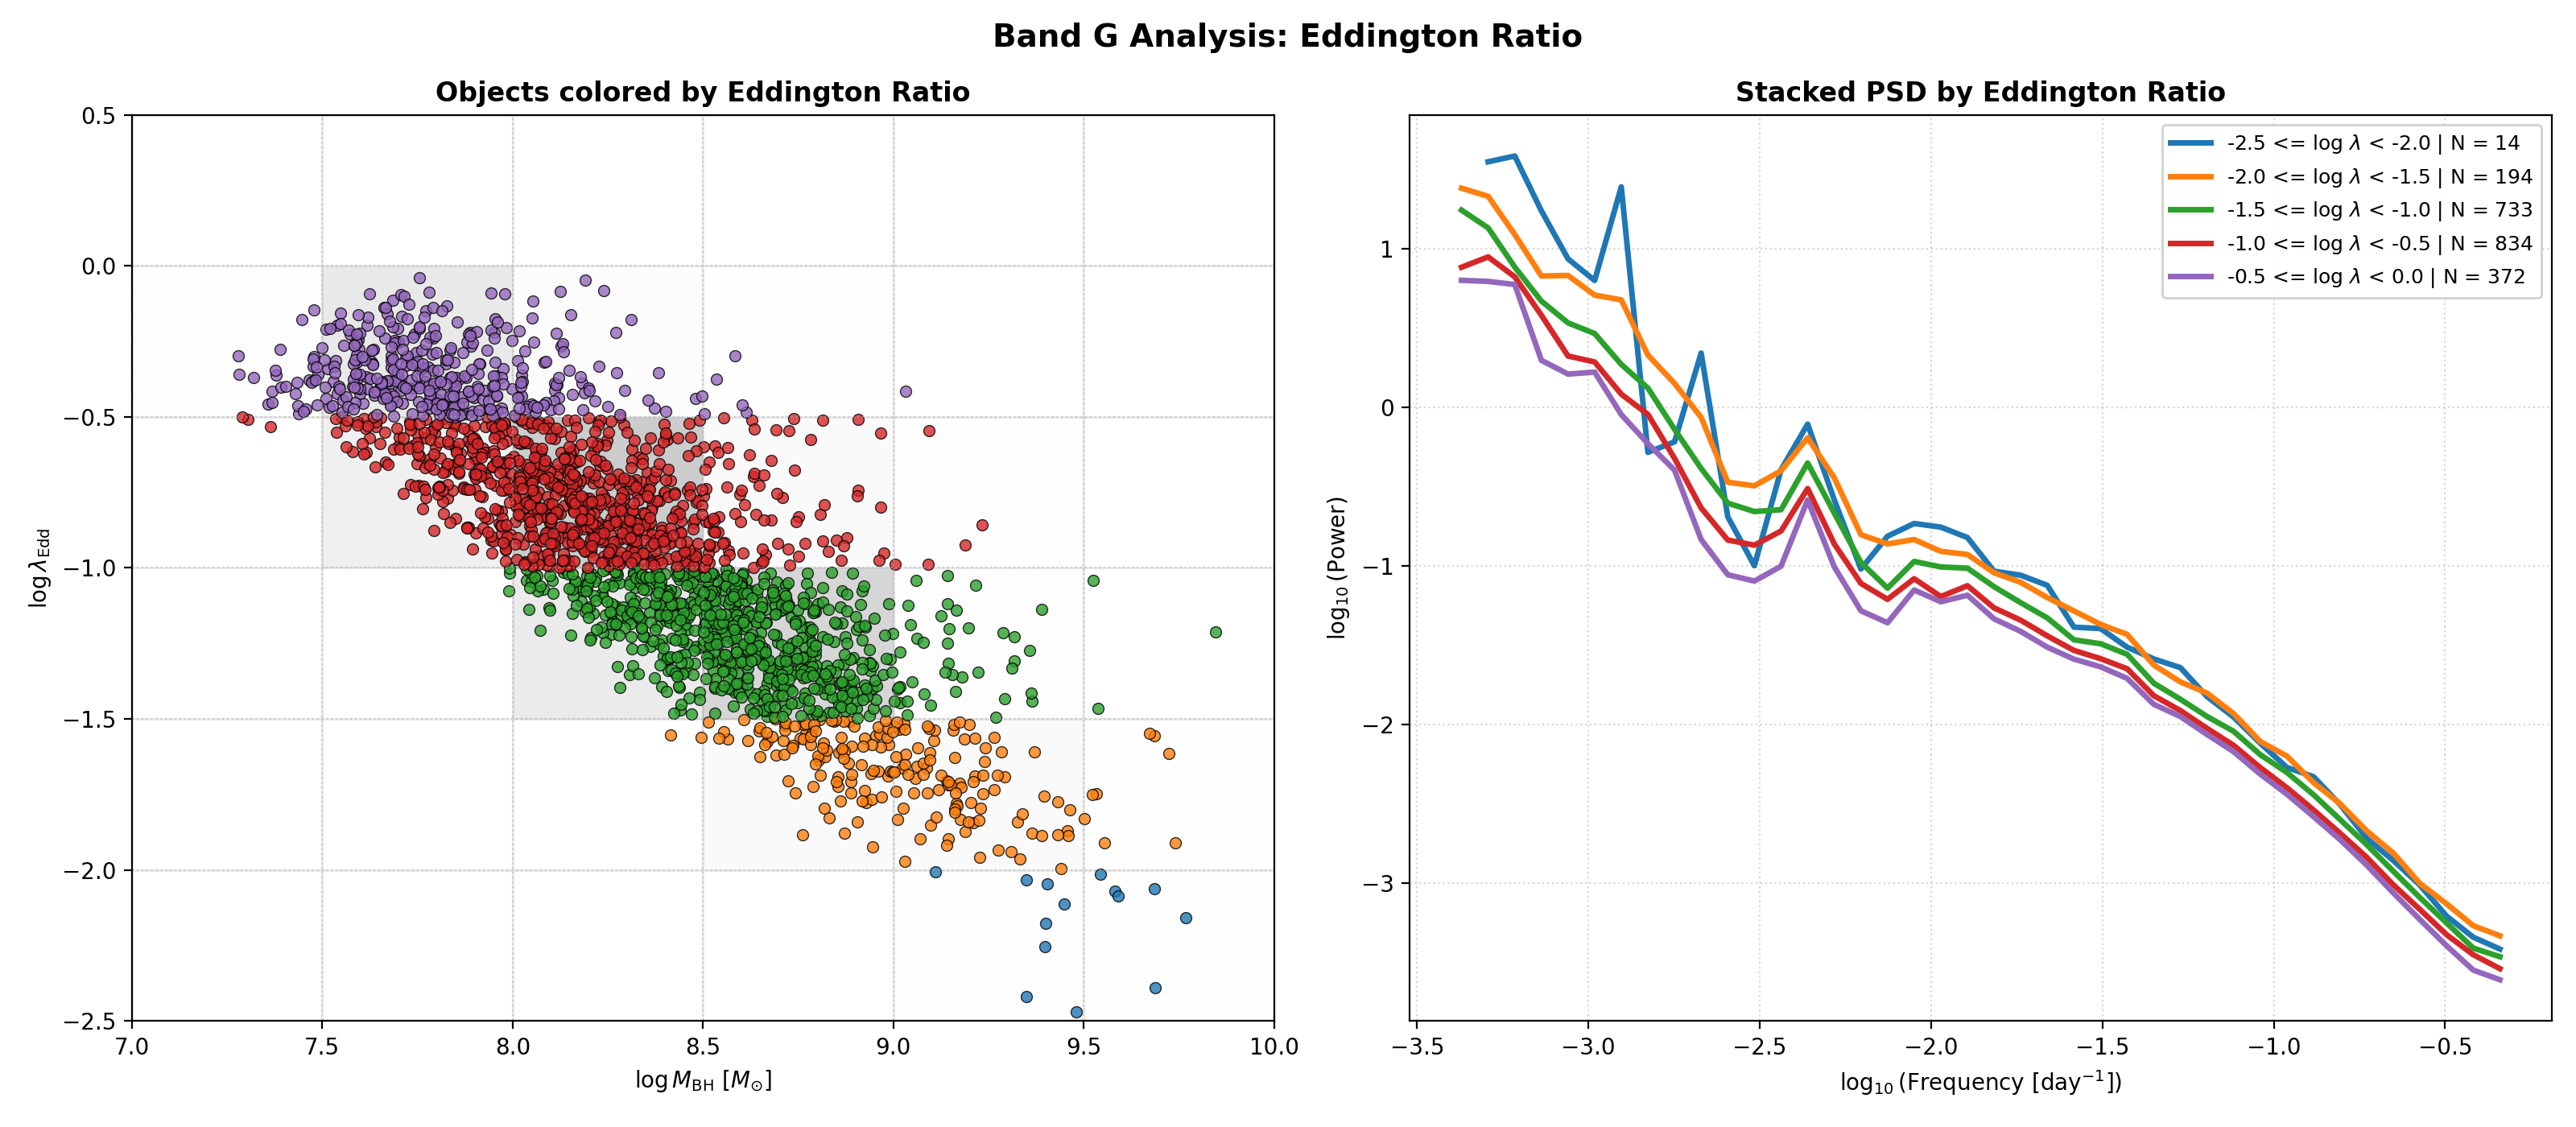 Band G Analysis: Eddington Ratio
Objects colored by Eddington Ratio
0.5
0.0
−0.5
−1.0
−1.5
−2.0
−2.5
log λ_Edd
7.0 7.5 8.0 8.5 9.0 9.5 10.0
log M_BH [M_⊙]
Stacked PSD by Eddington Ratio
-2.5 <= log λ < -2.0 | N = 14
-2.0 <= log λ < -1.5 | N = 194
-1.5 <= log λ < -1.0 | N = 733
-1.0 <= log λ < -0.5 | N = 834
-0.5 <= log λ < 0.0 | N = 372
1
0
−1
−2
−3
log₁₀ (Power)
−3.5 −3.0 −2.5 −2.0 −1.5 −1.0 −0.5
log₁₀ (Frequency [day⁻¹])